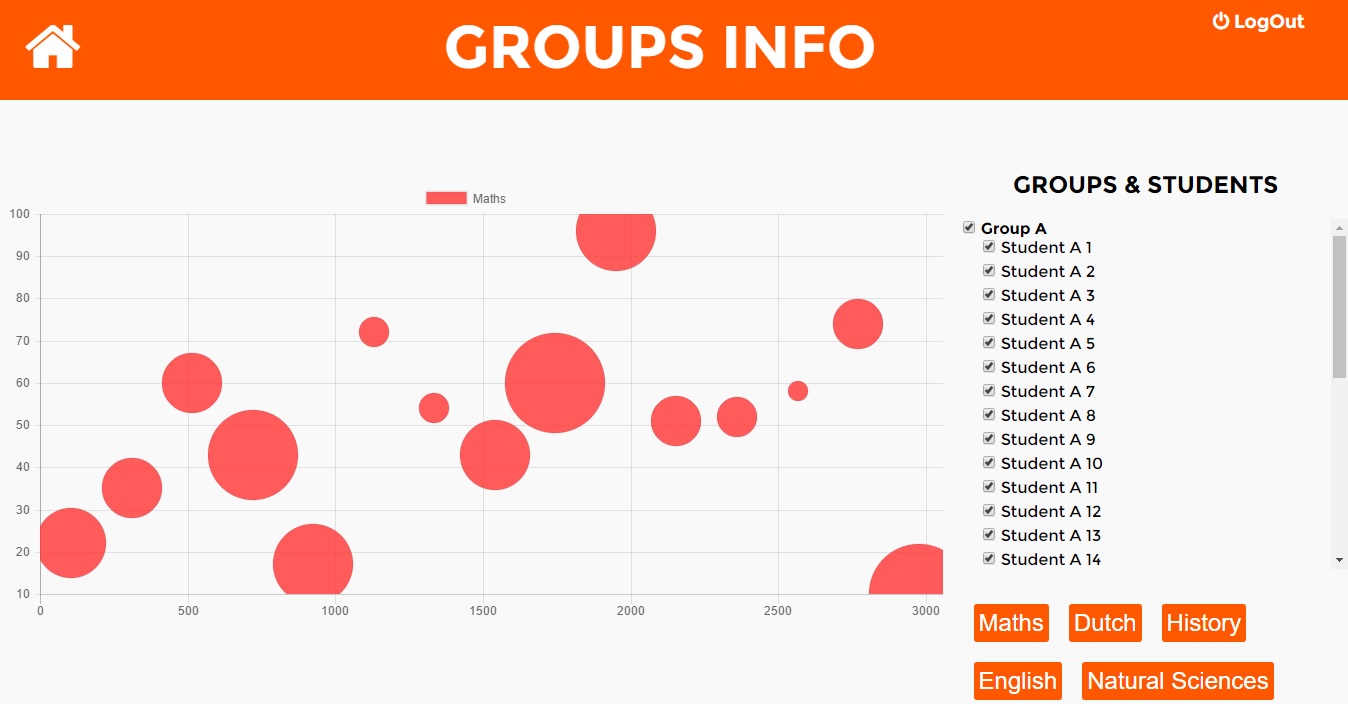 GROUPS INFO
LogOut
GROUPS & STUDENTS
Maths
100
90
80
70
60
50
40
30
20
10
0 500 1000 1500 2000 2500 3000
Group A
Student A 1
Student A 2
Student A 3
Student A 4
Student A 5
Student A 6
Student A 7
Student A 8
Student A 9
Student A 10
Student A 11
Student A 12
Student A 13
Student A 14
Maths Dutch History
English Natural Sciences